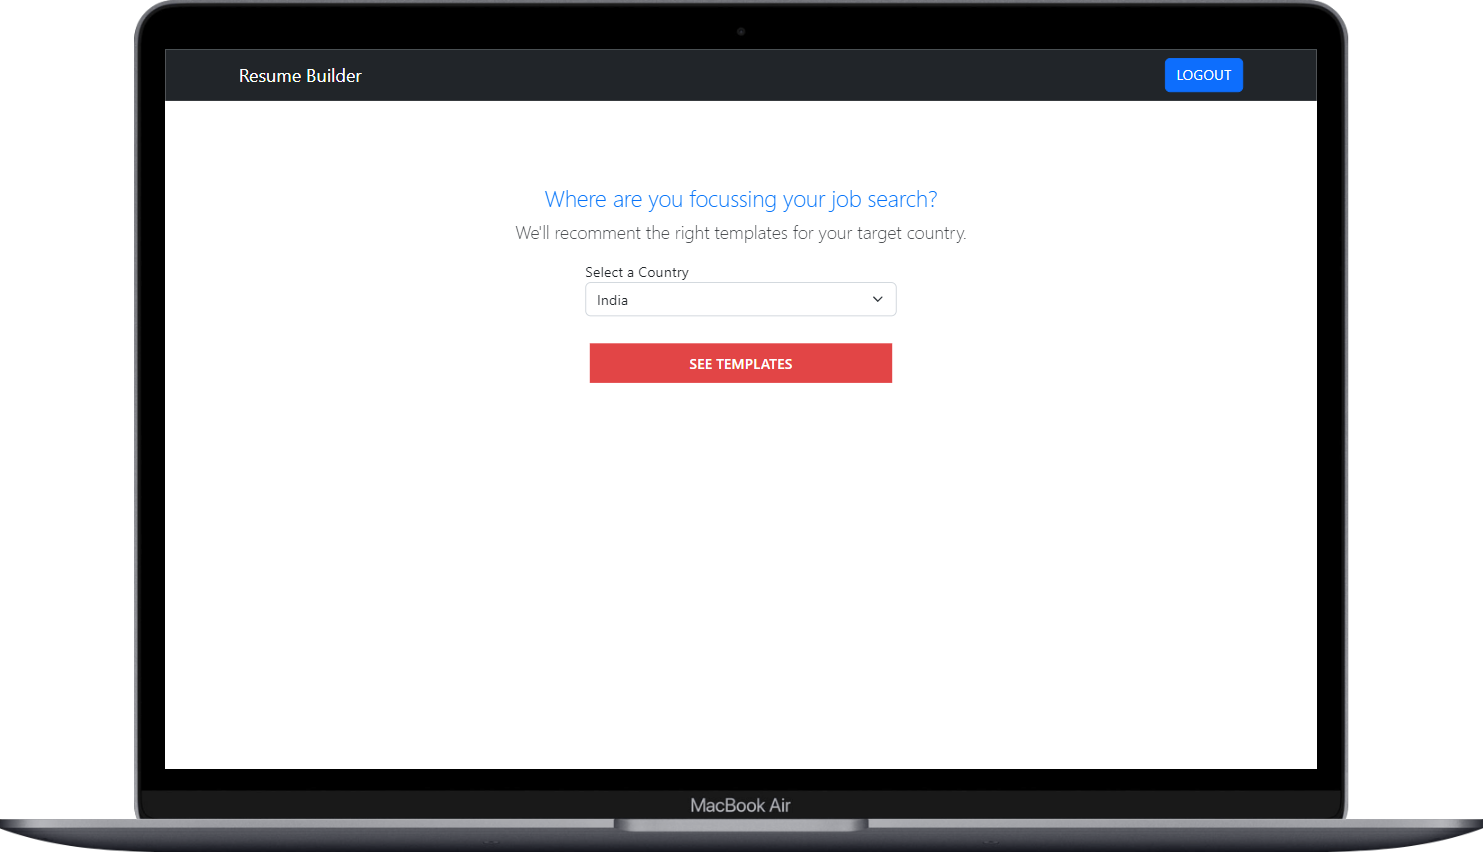 Resume Builder
LOGOUT
Where are you focussing your job search?
We'll recomment the right templates for your target country.
Select a Country
India
SEE TEMPLATES
MacBook Air